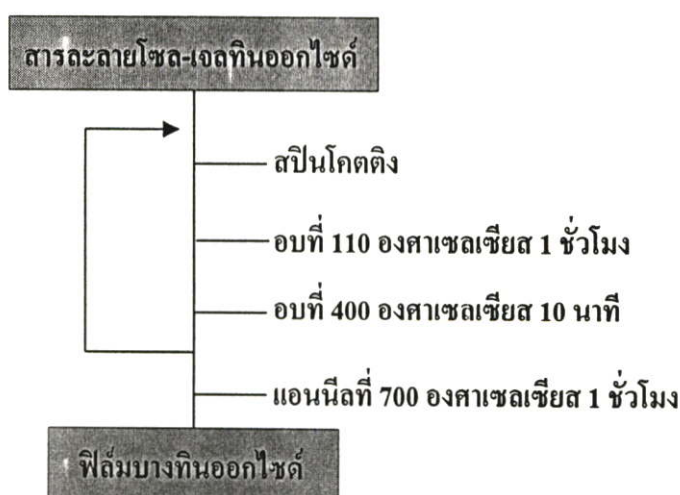 สารละลายโซล-เจลทินออกไซด์
สปินโคตติง
อบที่ 110 องศาเซลเซียส 1 ชั่วโมง
อบที่ 400 องศาเซลเซียส 10 นาที
แอนนีลที่ 700 องศาเซลเซียส 1 ชั่วโมง
ฟิล์มบางทินออกไซด์